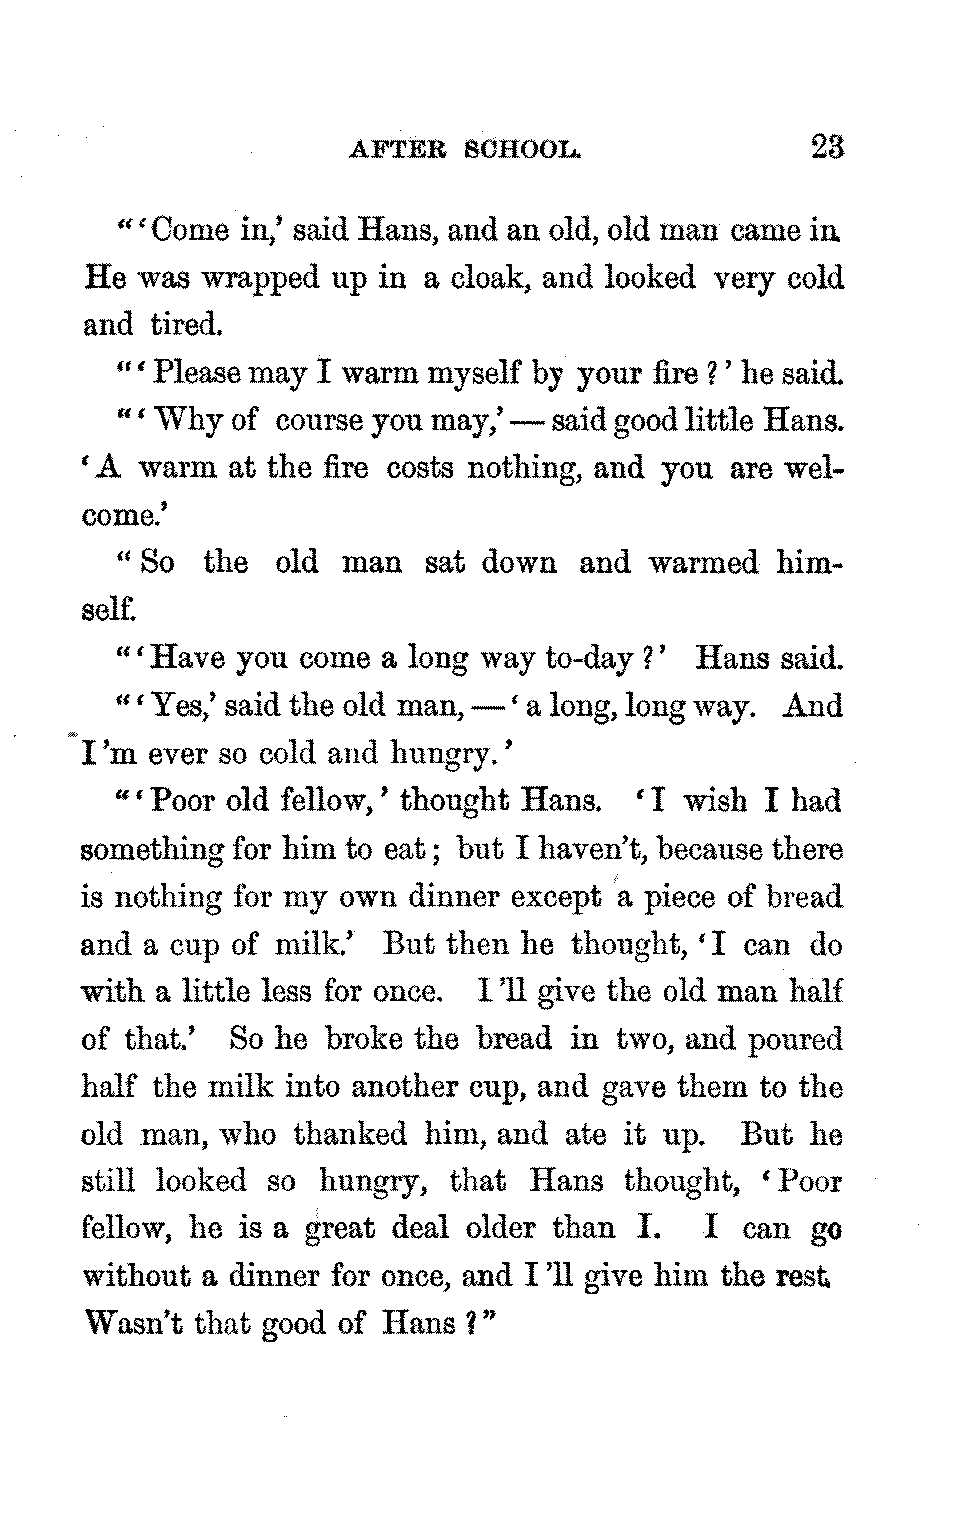 AFTER SCHOOL. 23
"'Come in,' said Hans, and an old, old man came in
He was wrapped up in a cloak, and looked very cold
and tired.
"'Please may I warm myself by your fire?' he said.
"'Why of course you may,' — said good little Hans.
'A warm at the fire costs nothing, and you are wel-
come.'
"So the old man sat down and warmed him-
self.
"'Have you come a long way to-day?' Hans said.
"'Yes,' said the old man, — 'a long, long way. And
I'm ever so cold and hungry.'
"'Poor old fellow,' thought Hans. 'I wish I had
something for him to eat; but I haven't, because there
is nothing for my own dinner except a piece of bread
and a cup of milk.' But then he thought, 'I can do
with a little less for once. I'll give the old man half
of that.' So he broke the bread in two, and poured
half the milk into another cup, and gave them to the
old man, who thanked him, and ate it up. But he
still looked so hungry, that Hans thought, 'Poor
fellow, he is a great deal older than I. I can go
without a dinner for once, and I'll give him the rest.
Wasn't that good of Hans?"